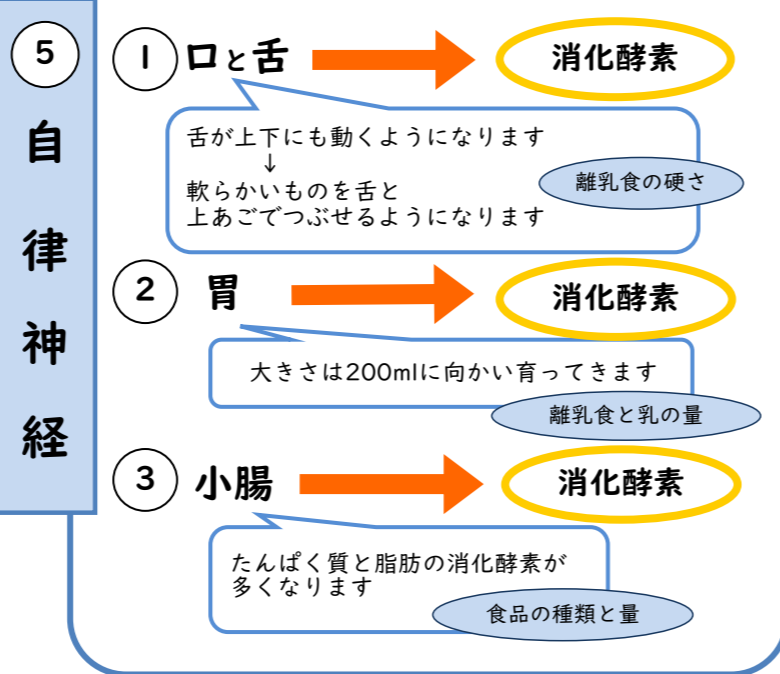 5
自律神経
1 口と舌 消化酵素
舌が上下にも動くようになります
↓
軟らかいものを舌と
上あごでつぶせるようになります
離乳食の硬さ
2 胃 消化酵素
大きさは200mlに向かい育ってきます
離乳食と乳の量
3 小腸 消化酵素
たんぱく質と脂肪の消化酵素が
多くなります
食品の種類と量